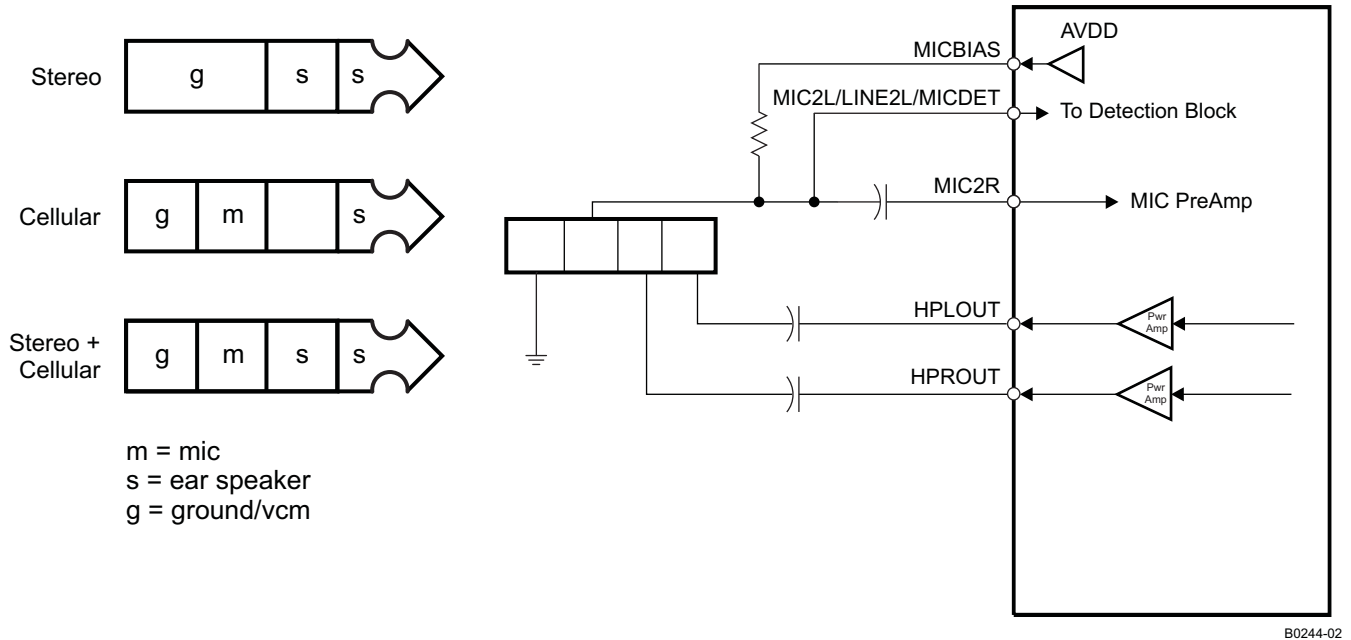 Stereo
g s s
Cellular
g m s
Stereo +
Cellular
g m s s
m = mic
s = ear speaker
g = ground/vcm
AVDD
MICBIAS
MIC2L/LINE2L/MICDET
To Detection Block
MIC2R
MIC PreAmp
HPLOUT
Pwr
Amp
HPROUT
Pwr
Amp
B0244-02